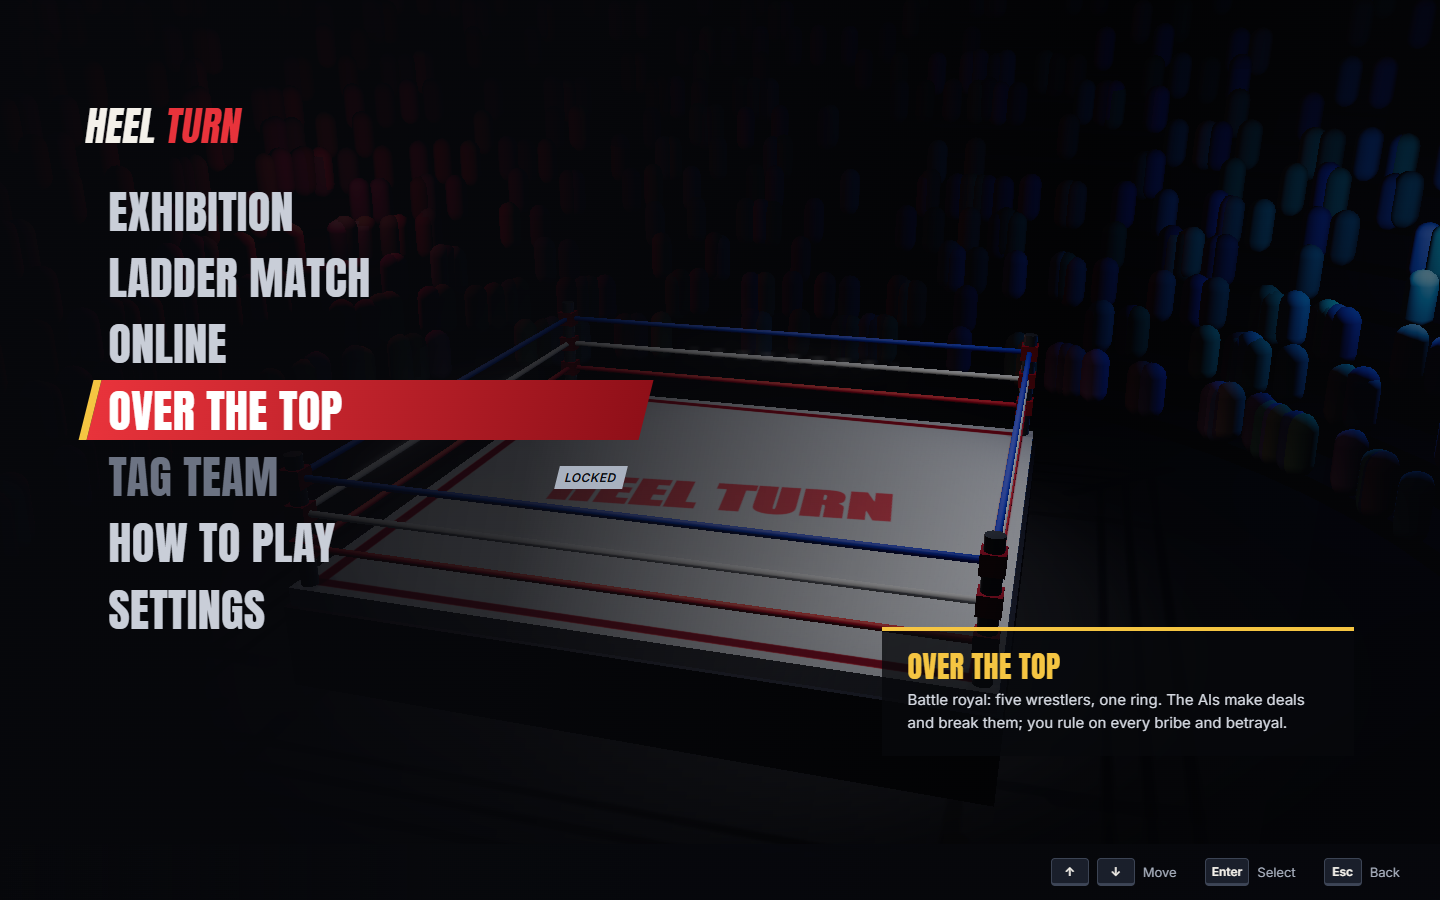 HEEL TURN
EXHIBITION
LADDER MATCH
ONLINE
OVER THE TOP
TAG TEAM
LOCKED
HEEL TURN
HOW TO PLAY
SETTINGS
OVER THE TOP
Battle royal: five wrestlers, one ring. The AIs make deals
and break them; you rule on every bribe and betrayal.
↑ ↓ Move Enter Select Esc Back